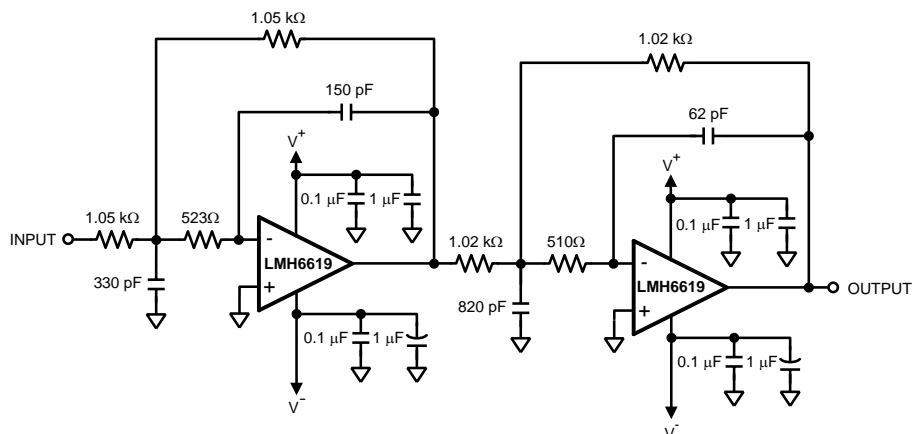 1.05 kΩ
1.02 kΩ
150 pF
62 pF
V+
V+
0.1 μF 1 μF
0.1 μF 1 μF
1.05 kΩ
523Ω
INPUT
-
LMH6619
+
1.02 kΩ
510Ω
-
LMH6619
+
OUTPUT
330 pF
820 pF
0.1 μF 1 μF
0.1 μF 1 μF
V-
V-